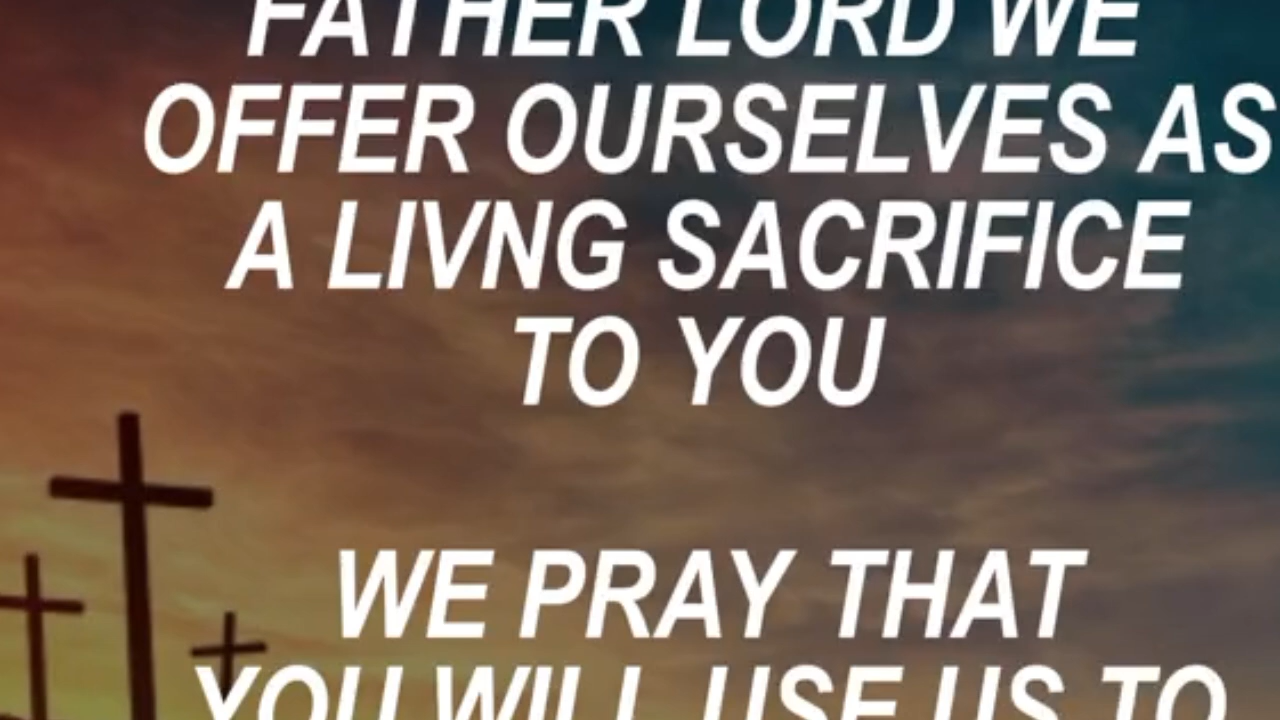 FATHER LORD WE
OFFER OURSELVES AS
A LIVNG SACRIFICE
TO YOU
WE PRAY THAT
YOU WILL USE US TO